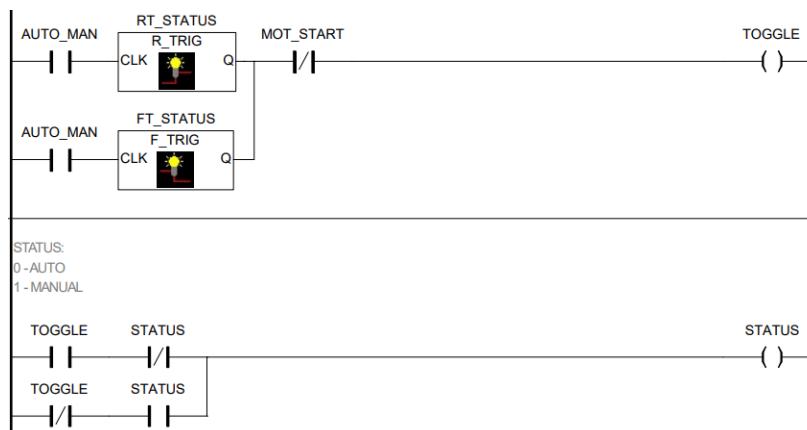 RT_STATUS
AUTO_MAN R_TRIG MOT_START TOGGLE
CLK Q
FT_STATUS
AUTO_MAN F_TRIG
CLK Q
STATUS:
0 - AUTO
1 - MANUAL
TOGGLE STATUS STATUS
TOGGLE STATUS